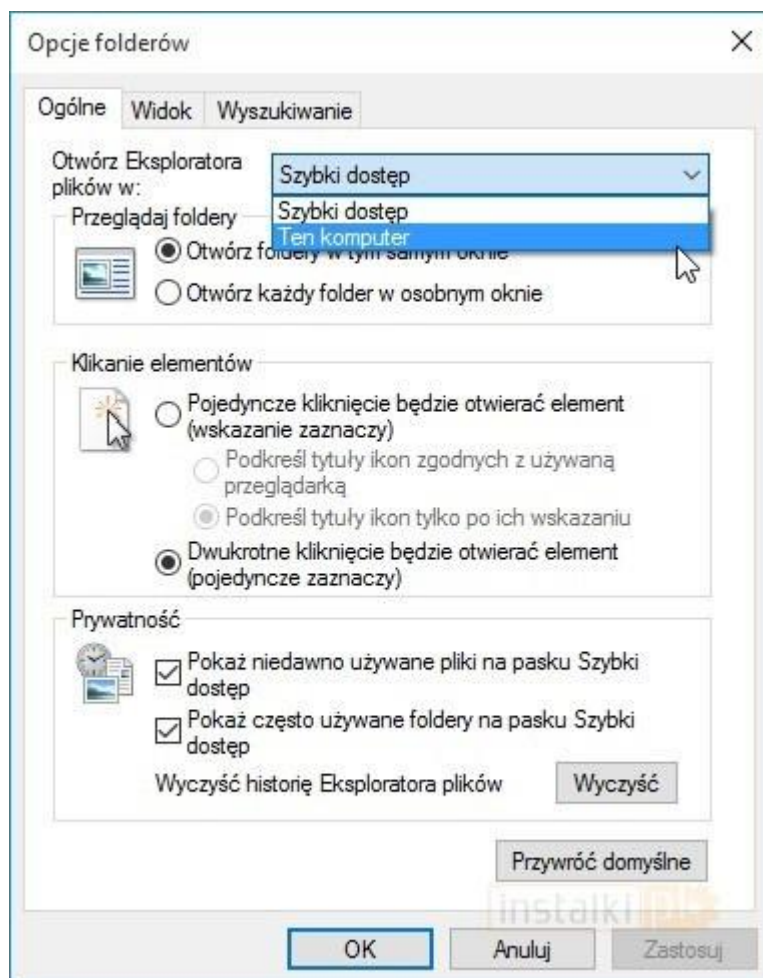 Opcje folderów
Ogólne
Widok
Wyszukiwanie
Otwórz Eksploratora
plików w:
Szybki dostęp
Szybki dostęp
Ten komputer
Przeglądaj foldery
Otwórz foldery w tym samym oknie
Otwórz każdy folder w osobnym oknie
Klikanie elementów
Pojedyncze kliknięcie będzie otwierać element
(wskazanie zaznaczy)
Podkreśl tytuły ikon zgodnych z używaną
przeglądarką
Podkreśl tytuły ikon tylko po ich wskazaniu
Dwukrotne kliknięcie będzie otwierać element
(pojedyncze zaznaczy)
Prywatność
Pokaż niedawno używane pliki na pasku Szybki
dostęp
Pokaż często używane foldery na pasku Szybki
dostęp
Wyczyść historię Eksploratora plików
Wyczyść
Przywróć domyślne
instalki pl
OK
Anuluj
Zastosuj